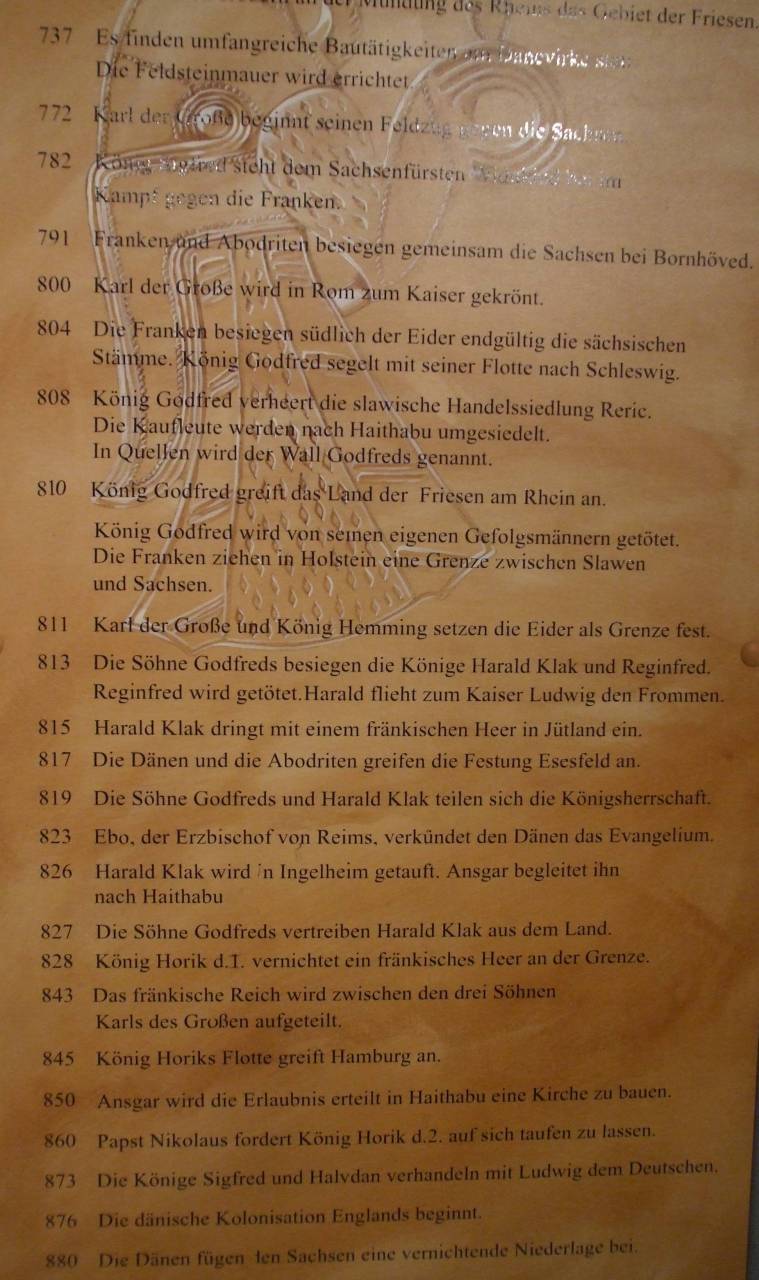 an der Mündung des Rheins das Gebiet der Friesen.
737 Es finden umfangreiche Bautätigkeiten am Danevirke statt.
Die Feldsteinmauer wird errichtet.
772 Karl der Große beginnt seinen Feldzug gegen die Sachsen.
782 König Sigfred steht dem Sachsenfürsten bei im
Kampf gegen die Franken.
791 Franken und Abodriten besiegen gemeinsam die Sachsen bei Bornhöved.
800 Karl der Große wird in Rom zum Kaiser gekrönt.
804 Die Franken besiegen südlich der Eider endgültig die sächsischen
Stämme. König Godfred segelt mit seiner Flotte nach Schleswig.
808 König Godfred verheert die slawische Handelssiedlung Reric.
Die Kaufleute werden nach Haithabu umgesiedelt.
In Quellen wird der Wall Godfreds genannt.
810 König Godfred greift das Land der Friesen am Rhein an.
König Godfred wird von seinen eigenen Gefolgsmännern getötet.
Die Franken ziehen in Holstein eine Grenze zwischen Slawen
und Sachsen.
811 Karl der Große und König Hemming setzen die Eider als Grenze fest.
813 Die Söhne Godfreds besiegen die Könige Harald Klak und Reginfred.
Reginfred wird getötet.Harald flieht zum Kaiser Ludwig den Frommen.
815 Harald Klak dringt mit einem fränkischen Heer in Jütland ein.
817 Die Dänen und die Abodriten greifen die Festung Esesfeld an.
819 Die Söhne Godfreds und Harald Klak teilen sich die Königsherrschaft.
823 Ebo, der Erzbischof von Reims, verkündet den Dänen das Evangelium.
826 Harald Klak wird in Ingelheim getauft. Ansgar begleitet ihn
nach Haithabu
827 Die Söhne Godfreds vertreiben Harald Klak aus dem Land.
828 König Horik d.1. vernichtet ein fränkisches Heer an der Grenze.
843 Das fränkische Reich wird zwischen den drei Söhnen
Karls des Großen aufgeteilt.
845 König Horiks Flotte greift Hamburg an.
850 Ansgar wird die Erlaubnis erteilt in Haithabu eine Kirche zu bauen.
860 Papst Nikolaus fordert König Horik d.2. auf sich taufen zu lassen.
873 Die Könige Sigfred und Halvdan verhandeln mit Ludwig dem Deutschen.
876 Die dänische Kolonisation Englands beginnt.
880 Die Dänen fügen den Sachsen eine vernichtende Niederlage bei.